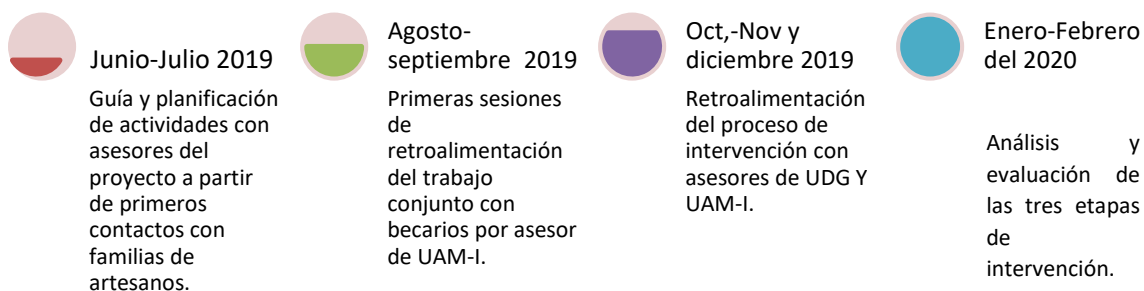 Junio-Julio 2019
Guía y planificación
de actividades con
asesores del
proyecto a partir
de primeros
contactos con
familias de
artesanos.
Agosto-
septiembre 2019
Primeras sesiones
de
retroalimentación
del trabajo
conjunto con
becarios por asesor
de UAM-I.
Oct,-Nov y
diciembre 2019
Retroalimentación
del proceso de
intervención con
asesores de UDG Y
UAM-I.
Enero-Febrero
del 2020
Análisis y
evaluación de
las tres etapas
de
intervención.